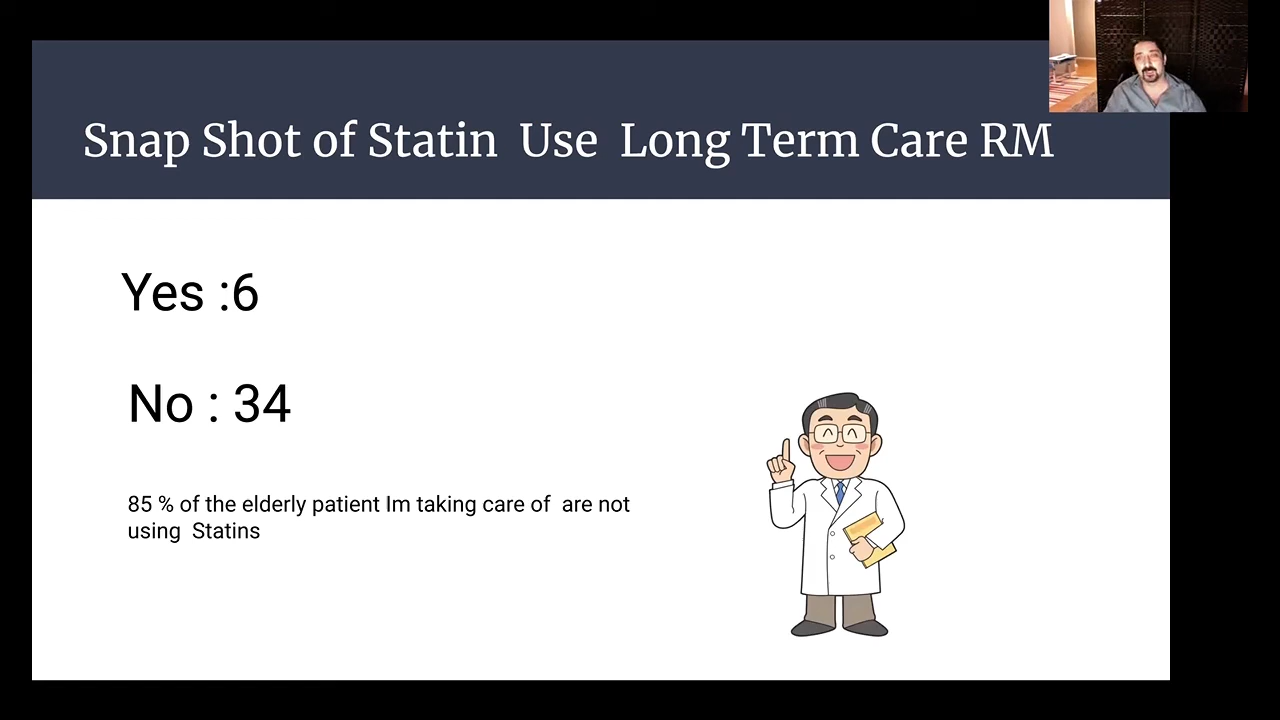 Snap Shot of Statin  Use  Long Term Care RM
Yes :6
No : 34
85 % of the elderly patient Im taking care of  are not
using  Statins